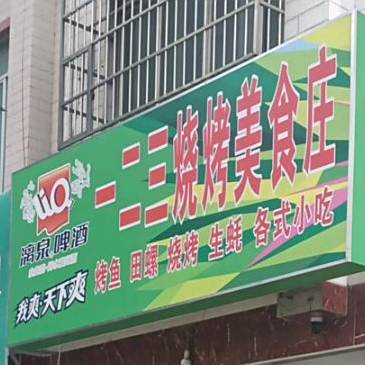 一二三烧烤美食庄
漓泉啤酒
我爽·天下爽
烤鱼 田螺 烧烤 生蚝 各式小吃